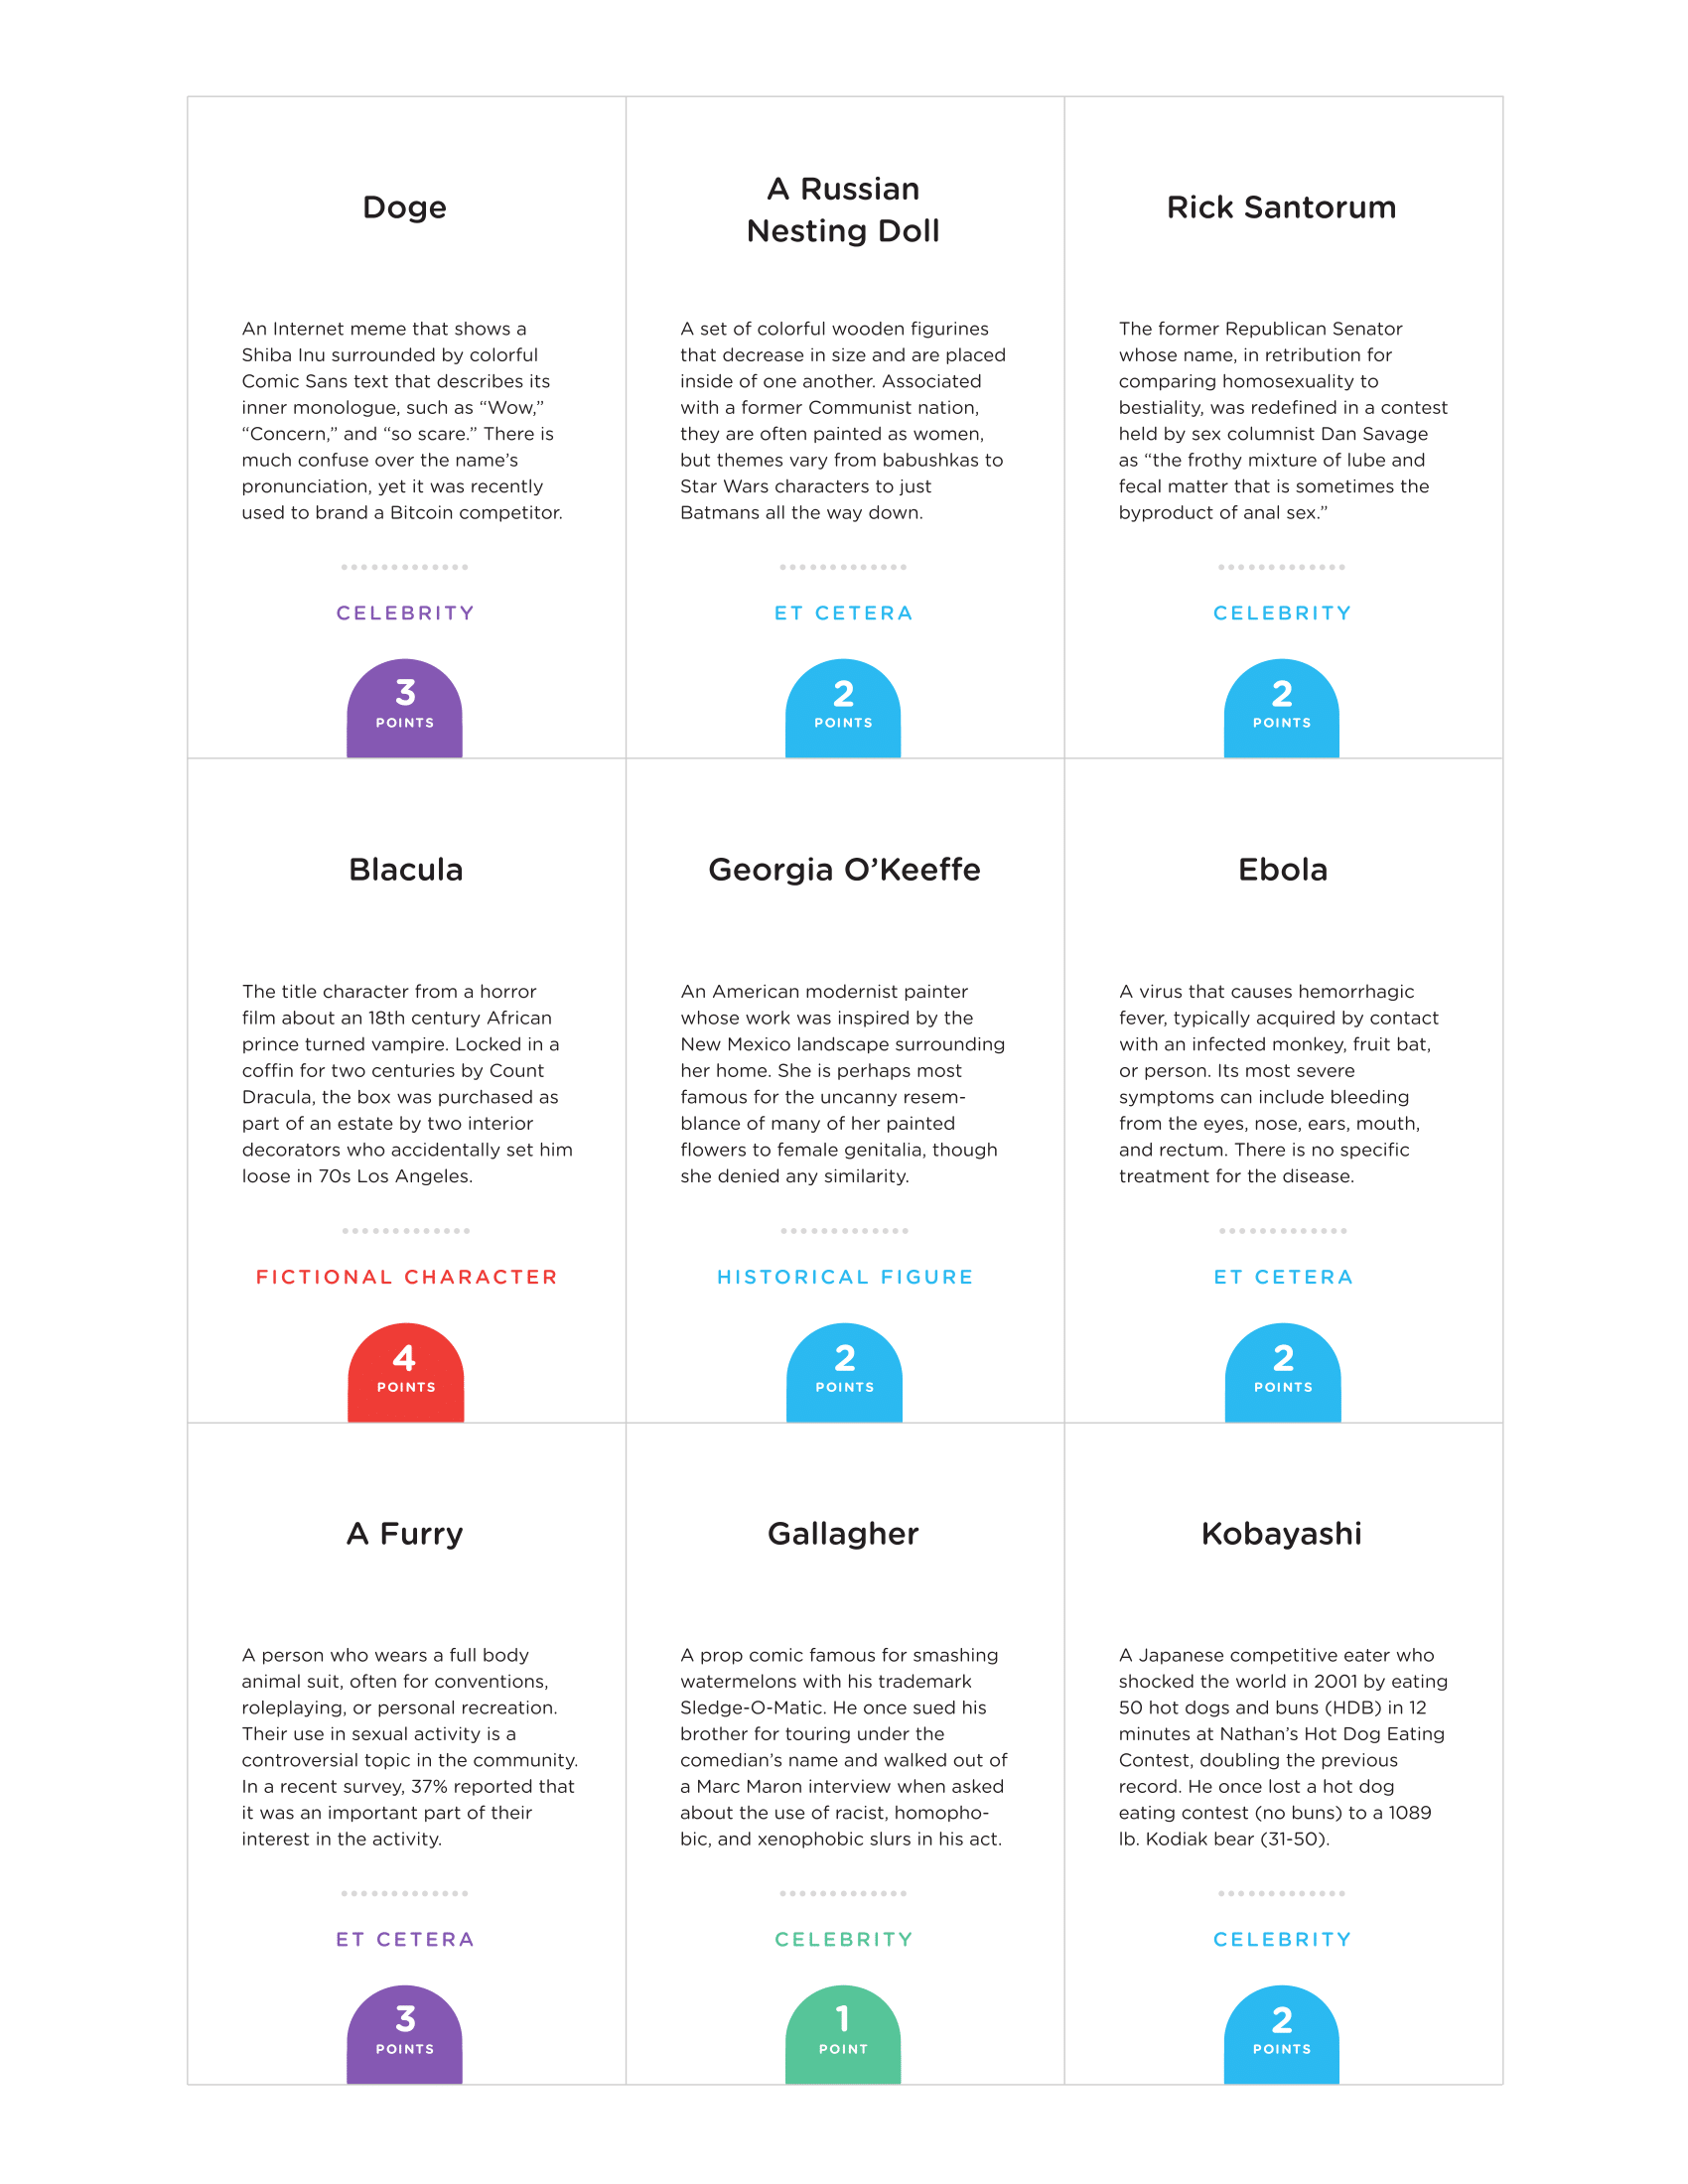 Doge
An Internet meme that shows a
Shiba Inu surrounded by colorful
Comic Sans text that describes its
inner monologue, such as “Wow,”
“Concern,” and “so scare.” There is
much confuse over the name’s
pronunciation, yet it was recently
used to brand a Bitcoin competitor.
CELEBRITY
3
POINTS
A Russian
Nesting Doll
A set of colorful wooden figurines
that decrease in size and are placed
inside of one another. Associated
with a former Communist nation,
they are often painted as women,
but themes vary from babushkas to
Star Wars characters to just
Batmans all the way down.
ET CETERA
2
POINTS
Rick Santorum
The former Republican Senator
whose name, in retribution for
comparing homosexuality to
bestiality, was redefined in a contest
held by sex columnist Dan Savage
as “the frothy mixture of lube and
fecal matter that is sometimes the
byproduct of anal sex.”
CELEBRITY
2
POINTS
Blacula
The title character from a horror
film about an 18th century African
prince turned vampire. Locked in a
coffin for two centuries by Count
Dracula, the box was purchased as
part of an estate by two interior
decorators who accidentally set him
loose in 70s Los Angeles.
FICTIONAL CHARACTER
4
POINTS
Georgia O’Keeffe
An American modernist painter
whose work was inspired by the
New Mexico landscape surrounding
her home. She is perhaps most
famous for the uncanny resem-
blance of many of her painted
flowers to female genitalia, though
she denied any similarity.
HISTORICAL FIGURE
2
POINTS
Ebola
A virus that causes hemorrhagic
fever, typically acquired by contact
with an infected monkey, fruit bat,
or person. Its most severe
symptoms can include bleeding
from the eyes, nose, ears, mouth,
and rectum. There is no specific
treatment for the disease.
ET CETERA
2
POINTS
A Furry
A person who wears a full body
animal suit, often for conventions,
roleplaying, or personal recreation.
Their use in sexual activity is a
controversial topic in the community.
In a recent survey, 37% reported that
it was an important part of their
interest in the activity.
ET CETERA
3
POINTS
Gallagher
A prop comic famous for smashing
watermelons with his trademark
Sledge-O-Matic. He once sued his
brother for touring under the
comedian’s name and walked out of
a Marc Maron interview when asked
about the use of racist, homopho-
bic, and xenophobic slurs in his act.
CELEBRITY
1
POINT
Kobayashi
A Japanese competitive eater who
shocked the world in 2001 by eating
50 hot dogs and buns (HDB) in 12
minutes at Nathan’s Hot Dog Eating
Contest, doubling the previous
record. He once lost a hot dog
eating contest (no buns) to a 1089
lb. Kodiak bear (31-50).
CELEBRITY
2
POINTS